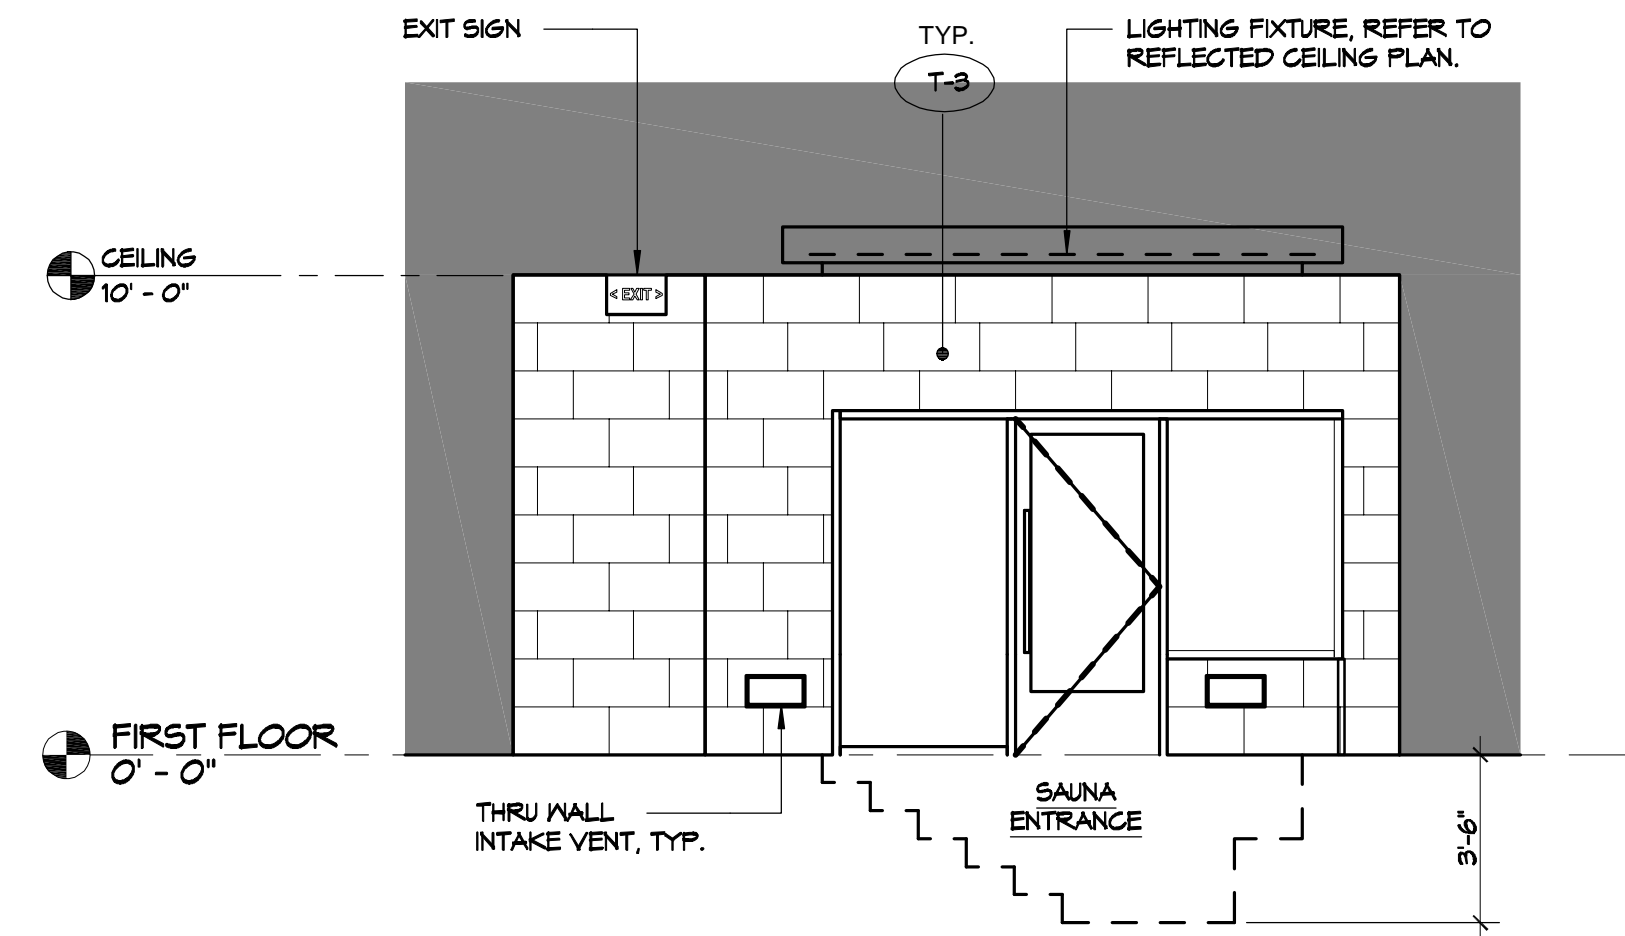 EXIT SIGN
TYP.
T-3
LIGHTING FIXTURE, REFER TO
REFLECTED CEILING PLAN.
CEILING
10' - 0"
< EXIT >
FIRST FLOOR
0' - 0"
THRU WALL
INTAKE VENT, TYP.
SAUNA
ENTRANCE
3'-6"